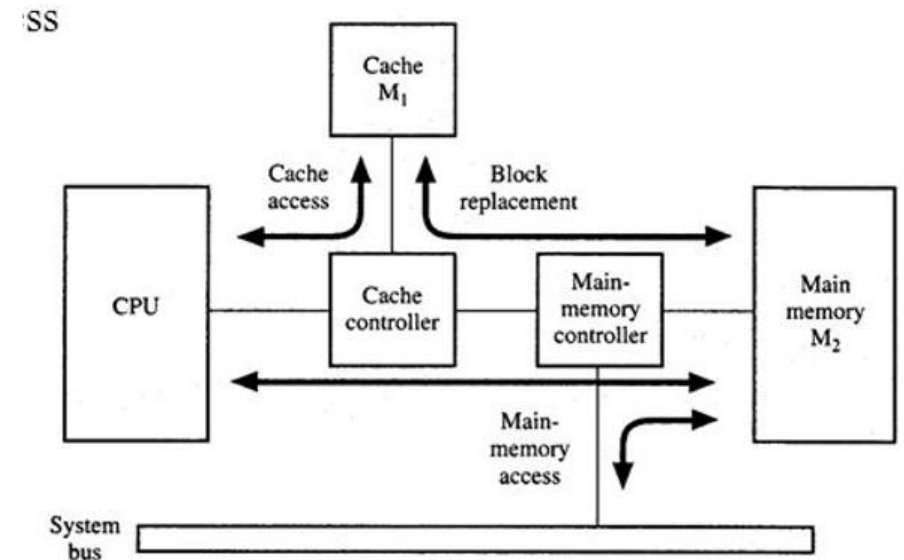 ss
Cache
M₁
Cache
access
Block
replacement
CPU
Cache
controller
Main-
memory
controller
Main
memory
M₂
Main-
memory
access
System
bus